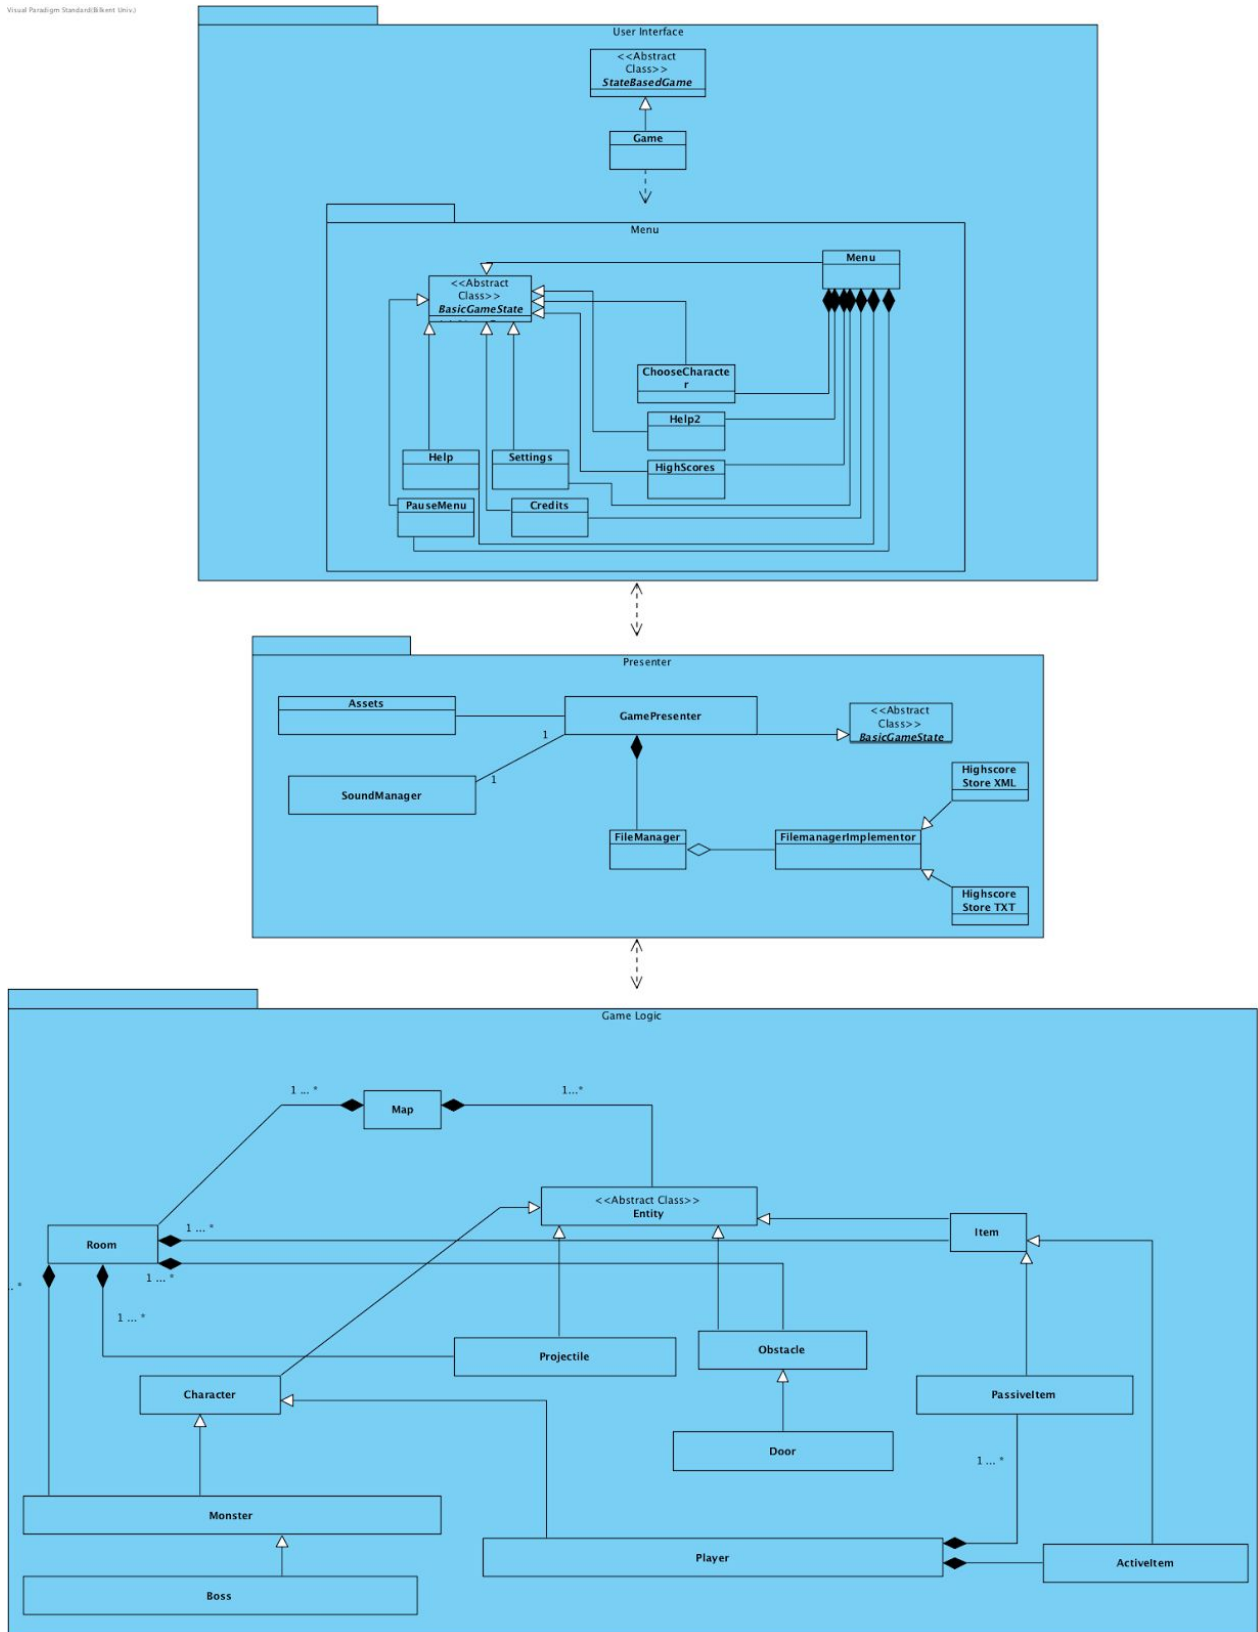 Visual Paradigm Standard(Bilkent Univ.)
User Interface
<<Abstract
Class>>
StateBasedGame
Game
Menu
Menu
<<Abstract
Class>>
BasicGameState
ChooseCharacte
r
Help2
Help
Settings
HighScores
PauseMenu
Credits
Presenter
Assets
GamePresenter
<<Abstract
Class>>
BasicGameState
1
1
SoundManager
Highscore
Store XML
FileManager
FilemanagerImplementor
Highscore
Store TXT
Game Logic
1 ... *
1...*
Map
<<Abstract Class>>
Entity
1 ... *
Item
Room
1 ... *
.. *
1 ... *
Projectile
Obstacle
Character
PassiveItem
Door
1 ... *
Monster
Player
ActiveItem
Boss